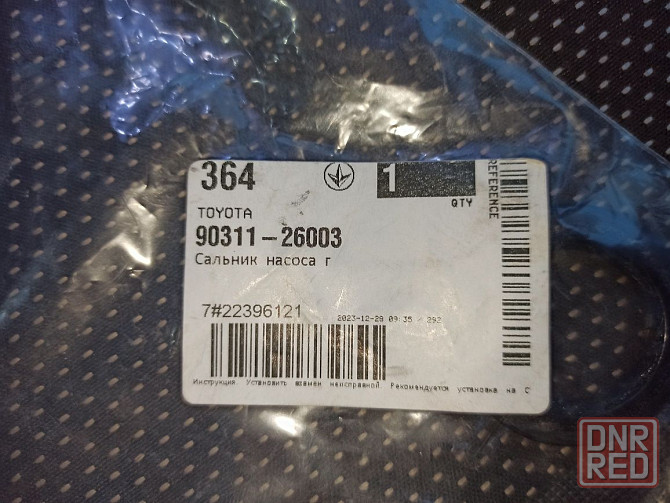 364
1
QTY
REFERENCE
TOYOTA
90311-26003
Сальник насоса г
7#22396121
2023-12-28 09:35 292
Инструкция. Установить взамен неисправной. Рекомендуется установка на С
DNR
RED